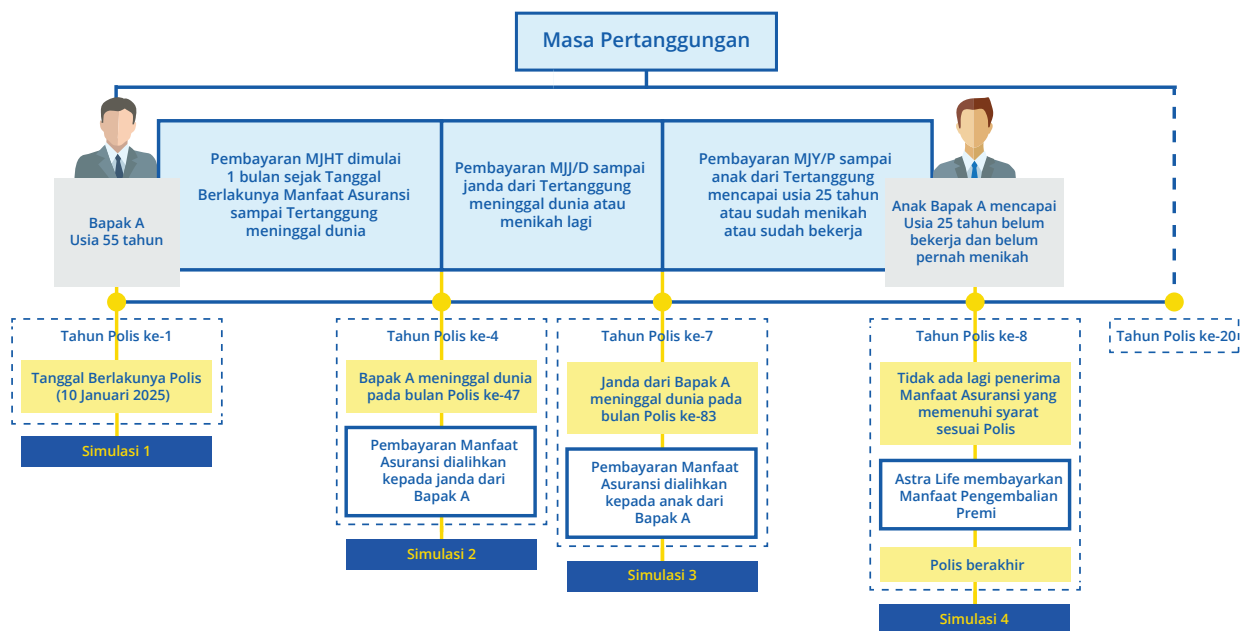 Masa Pertanggungan
Bapak A
Usia 55 tahun
Pembayaran MJHT dimulai
1 bulan sejak Tanggal
Berlakunya Manfaat Asuransi
sampai Tertanggung
meninggal dunia
Pembayaran MJJ/D sampai
janda dari Tertanggung
meninggal dunia atau
menikah lagi
Pembayaran MJY/P sampai
anak dari Tertanggung
mencapai usia 25 tahun
atau sudah menikah
atau sudah bekerja
Anak Bapak A mencapai
Usia 25 tahun belum
bekerja dan belum
pernah menikah
Tahun Polis ke-1
Tanggal Berlakunya Polis
(10 Januari 2025)
Simulasi 1
Tahun Polis ke-4
Bapak A meninggal dunia
pada bulan Polis ke-47
Pembayaran Manfaat
Asuransi dialihkan
kepada janda dari
Bapak A
Simulasi 2
Tahun Polis ke-7
Janda dari Bapak A
meninggal dunia pada
bulan Polis ke-83
Pembayaran Manfaat
Asuransi dialihkan
kepada anak dari
Bapak A
Simulasi 3
Tahun Polis ke-8
Tidak ada lagi penerima
Manfaat Asuransi yang
memenuhi syarat
sesuai Polis
Astra Life membayarkan
Manfaat Pengembalian
Premi
Polis berakhir
Simulasi 4
Tahun Polis ke-20